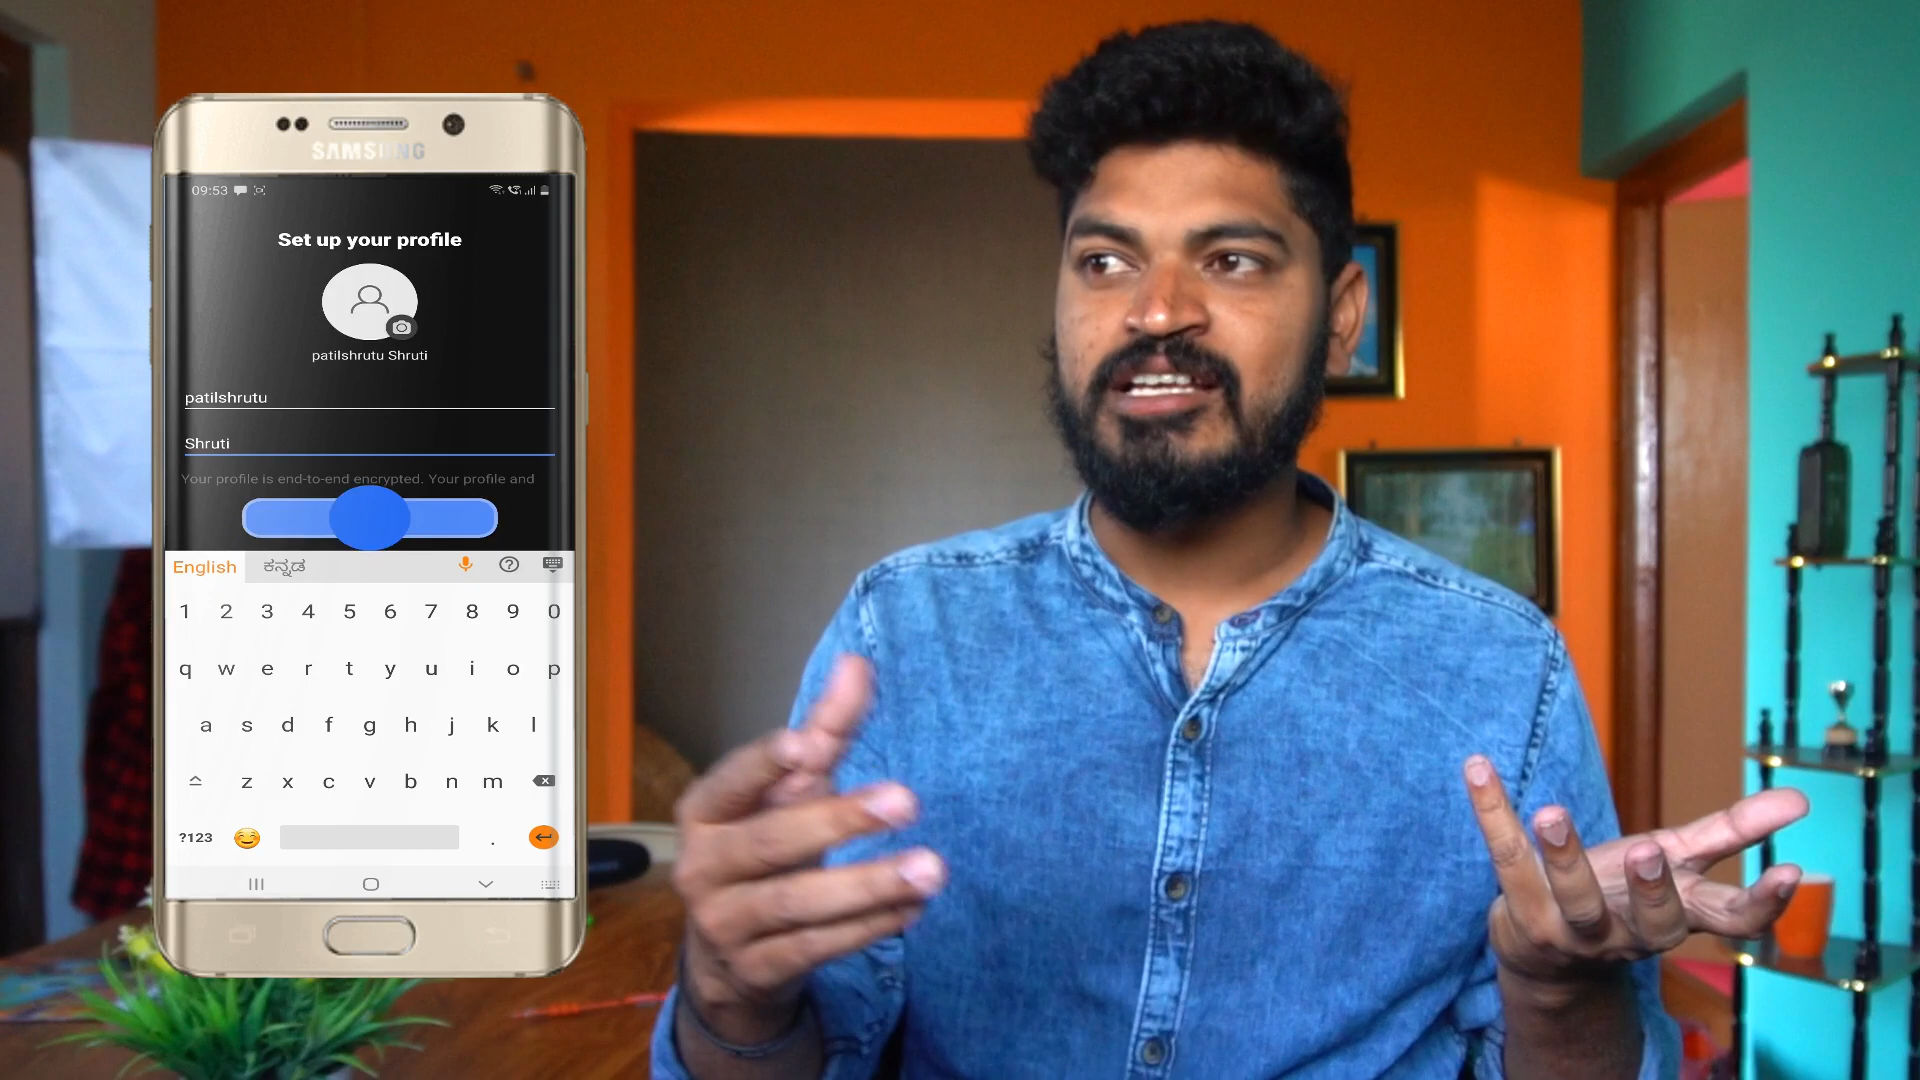 SAMSUNG
09:53
Set up your profile
patilshrutu Shruti
patilshrutu
Shruti
Your profile is end-to-end encrypted. Your profile and
English ಕನ್ನಡ
1 2 3 4 5 6 7 8 9 0
q w e r t y u i o p
a s d f g h j k l
z x c v b n m
?123 .